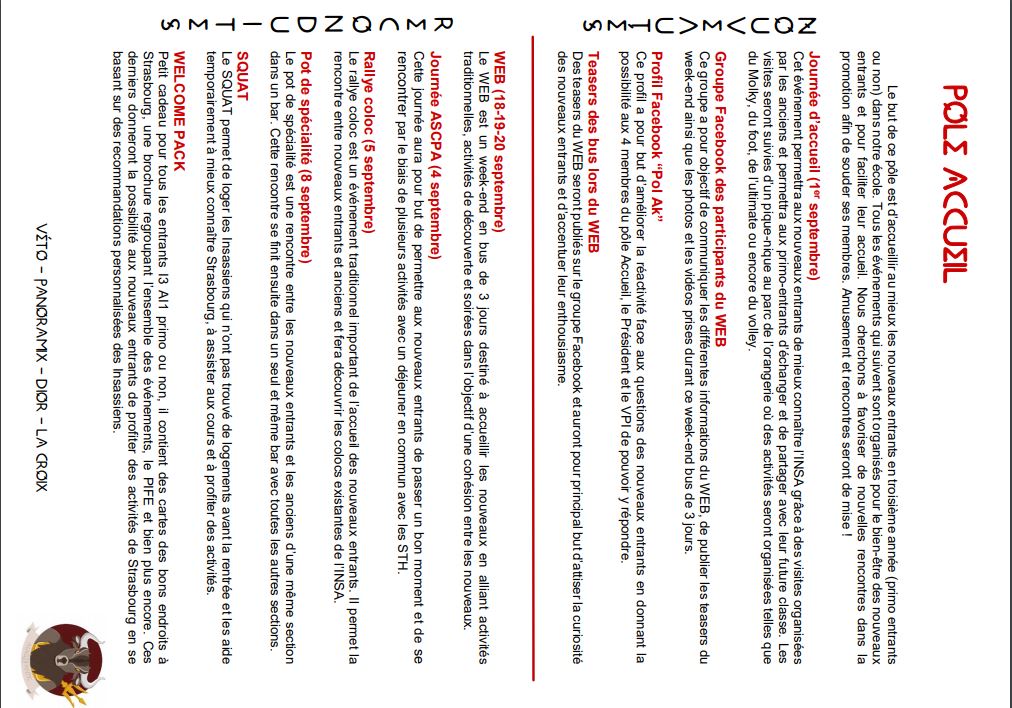 PÔLE ACCUEIL
Le but de ce pôle est d'accueillir au mieux les nouveaux entrants en troisième année (primo entrants
ou non) dans notre école. Tous les événements qui suivent sont organisés pour le bien-être des nouveaux
entrants et pour faciliter leur accueil. Nous cherchons à favoriser de nouvelles rencontres dans la
promotion afin de souder ses membres. Amusement et rencontres seront de mise !
NOUVEAUTÉS
Journée d'accueil (1er septembre)
Cet événement permettra aux nouveaux entrants de mieux connaître l'INSA grâce à des visites organisées
par les anciens et permettra aux primo-entrants d'échanger et de partager avec leur future classe. Les
visites seront suivies d'un pique-nique au parc de l'orangerie où des activités seront organisées telles que
du Molky, du foot, de l'ultimate ou encore du volley.
Groupe Facebook des participants du WEB
Ce groupe a pour objectif de communiquer les différentes informations du WEB, de publier les teasers du
week-end ainsi que les photos et les vidéos prises durant ce week-end bus de 3 jours.
Profil Facebook “Pol Ak”
Ce profil a pour but d'améliorer la réactivité face aux questions des nouveaux entrants en donnant la
possibilité aux 4 membres du pôle Accueil, le Président et le VPI de pouvoir y répondre.
Teasers des bus lors du WEB
Des teasers du WEB seront publiés sur le groupe Facebook et auront pour principal but d'attiser la curiosité
des nouveaux entrants et d'accentuer leur enthousiasme.
RECONDUITES
WEB (18-19-20 septembre)
Le WEB est un week-end en bus de 3 jours destiné à accueillir les nouveaux en alliant activités
traditionnelles, activités de découverte et soirées dans l'objectif d'une cohésion entre les nouveaux.
Journée ASCPA (4 septembre)
Cette journée aura pour but de permettre aux nouveaux entrants de passer un bon moment et de se
rencontrer par le biais de plusieurs activités avec un déjeuner en commun avec les STH.
Rallye coloc (5 septembre)
Le rallye coloc est un événement traditionnel important de l'accueil des nouveaux entrants. Il permet la
rencontre entre nouveaux entrants et anciens et fera découvrir les colocs existantes de l'INSA.
Pot de spécialité (8 septembre)
Le pot de spécialité est une rencontre entre les nouveaux entrants et les anciens d'une même section
dans un bar. Cette rencontre se finit ensuite dans un seul et même bar avec toutes les autres sections.
SQUAT
Le SQUAT permet de loger les Insassiens qui n'ont pas trouvé de logements avant la rentrée et les aide
temporairement à mieux connaître Strasbourg, à assister aux cours et à profiter des activités.
WELCOME PACK
Petit cadeau pour tous les entrants I3 AI1 primo ou non, il contient des cartes des bons endroits à
Strasbourg, une brochure regroupant l'ensemble des événements, le PIFE et bien plus encore. Ces
derniers donneront la possibilité aux nouveaux entrants de profiter des activités de Strasbourg en se
basant sur des recommandations personnalisées des Insassiens.
VÉTO - PANORAMIX - DIOR - LA CROIX